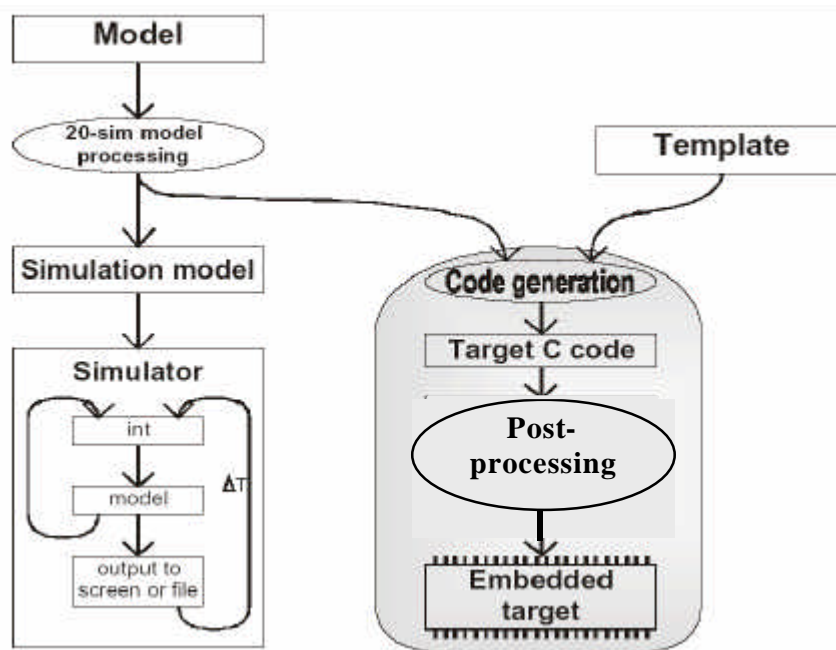 Model
20-sim model
processing
Template
Simulation model
Code generation
Target C code
Simulator
int
model
ΔT
output to
screen or file
Post-
processing
Embedded
target